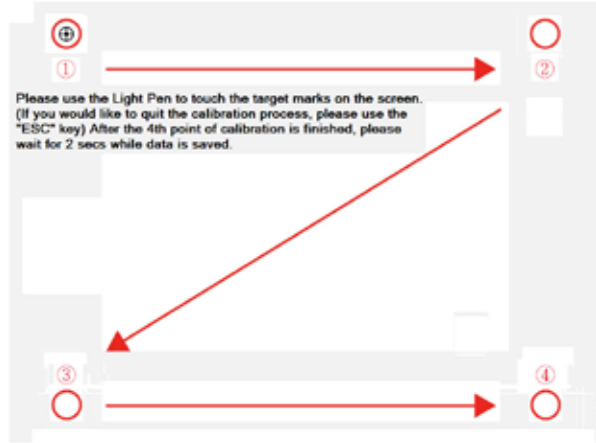 ①
②
Please use the Light Pen to touch the target marks on the screen.
(If you would like to quit the calibration process, please use the
"ESC" key) After the 4th point of calibration is finished, please
wait for 2 secs while data is saved.
③
④